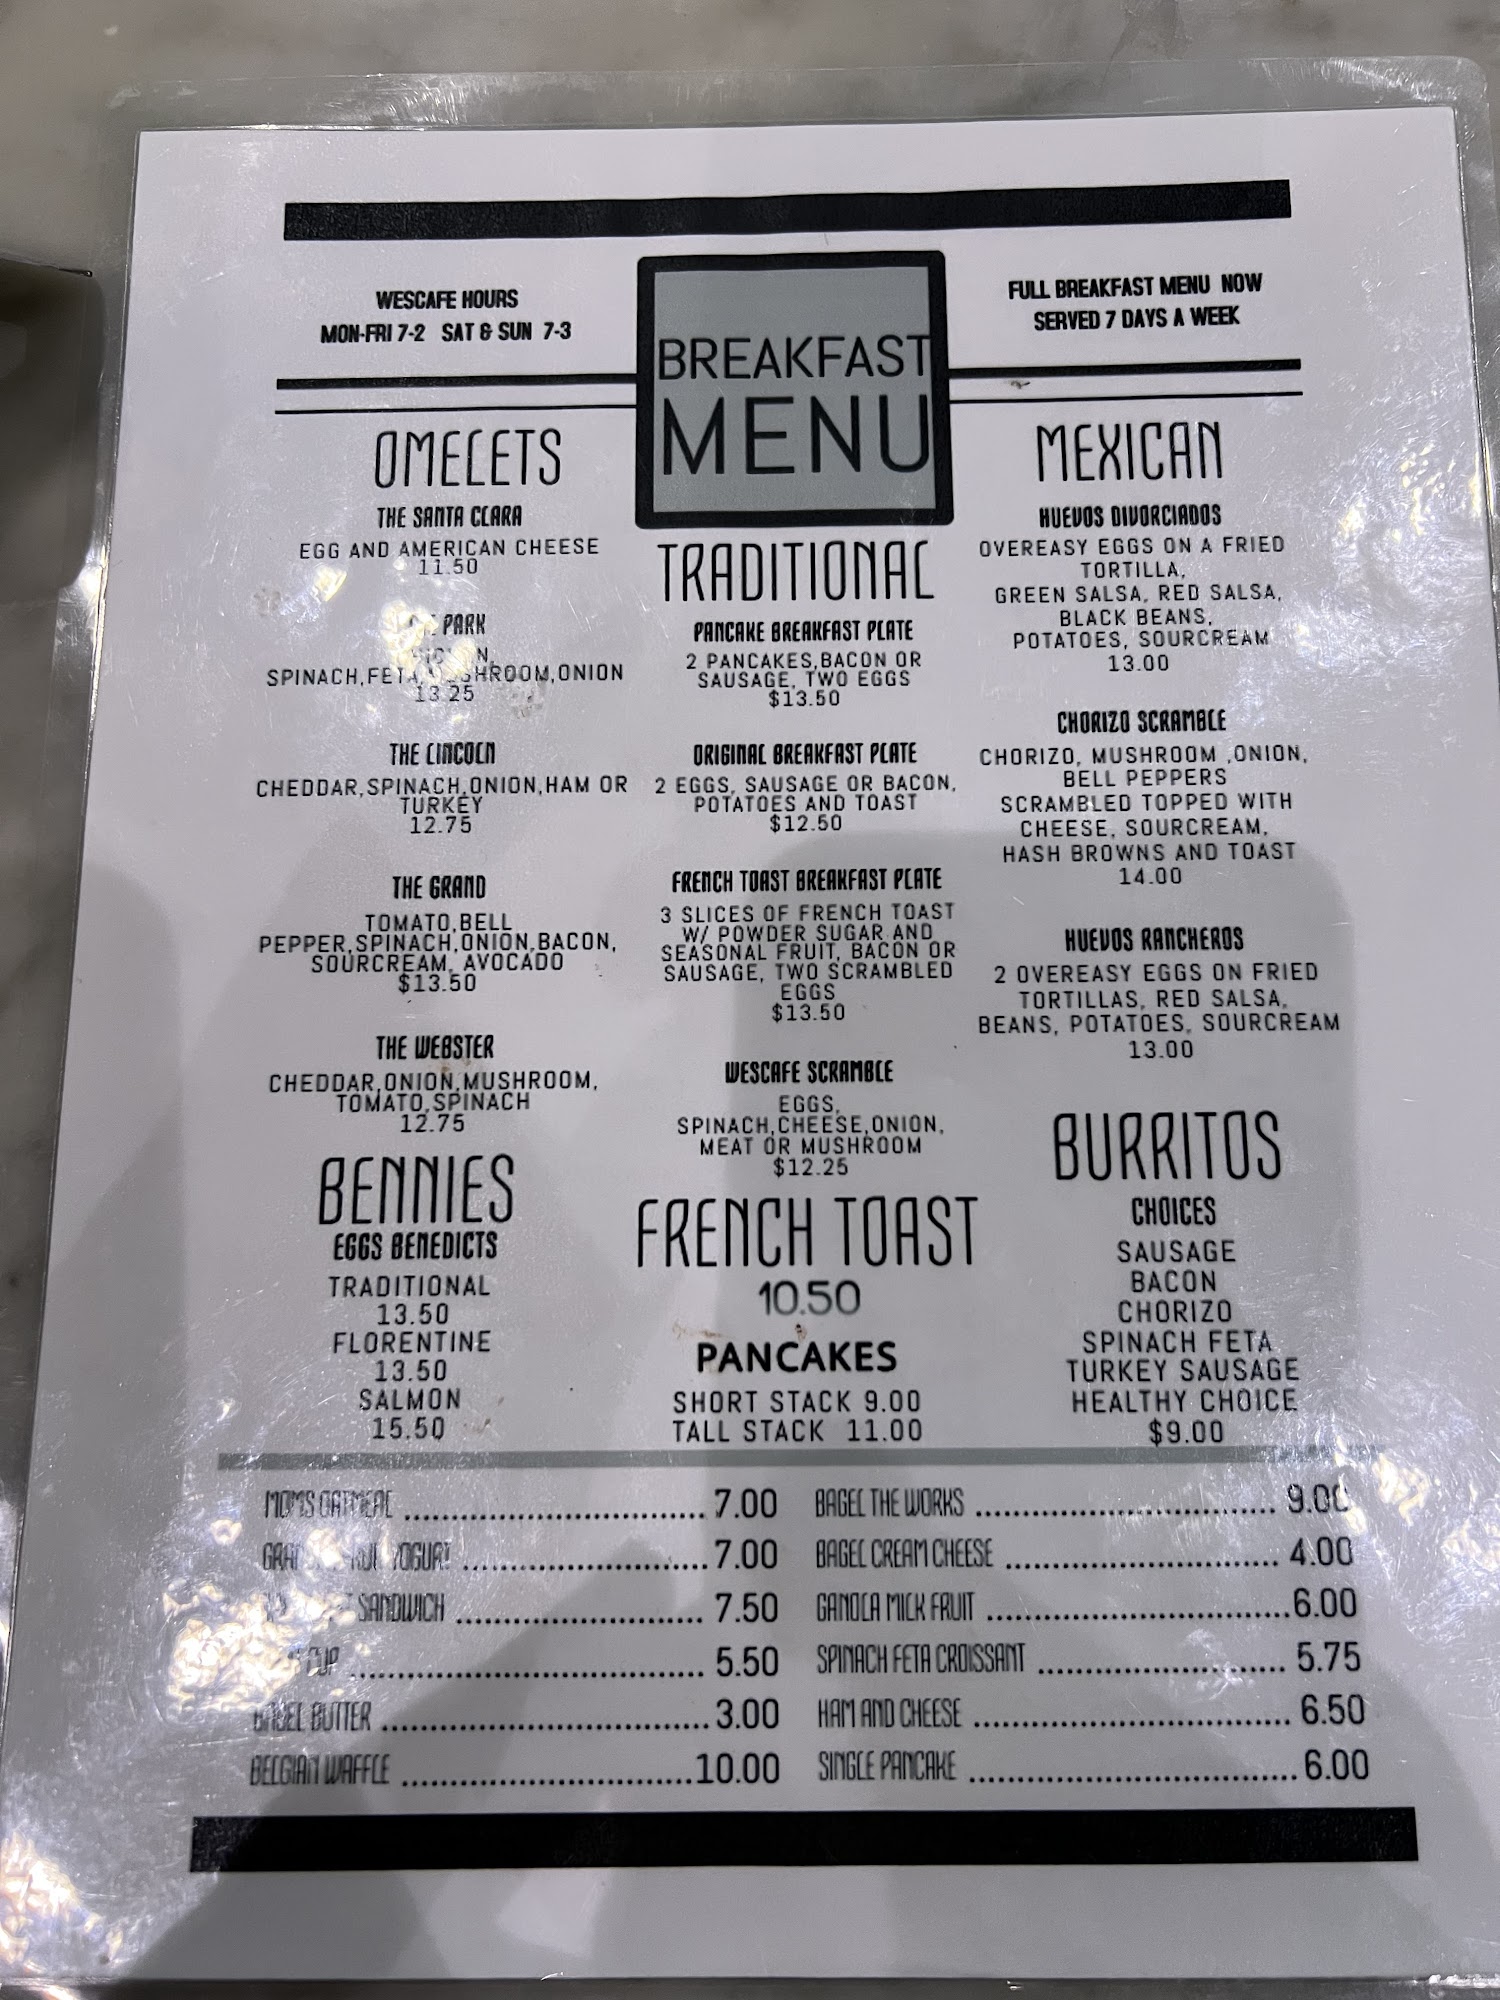 WESCAFE HOURS
MON-FRI 7-2 SAT & SUN 7-3
BREAKFAST
MENU
FULL BREAKFAST MENU NOW
SERVED 7 DAYS A WEEK
OMELETS
THE SANTA CLARA
EGG AND AMERICAN CHEESE
11.50
PARK
SPINACH,FETA,MUSHROOM,ONION
13.25
THE LINCOLN
CHEDDAR,SPINACH,ONION,HAM OR
TURKEY
12.75
THE GRAND
TOMATO,BELL
PEPPER,SPINACH,ONION,BACON,
SOURCREAM, AVOCADO
$13.50
THE WEBSTER
CHEDDAR,ONION,MUSHROOM,
TOMATO,SPINACH
12.75
BENNIES
EGGS BENEDICTS
TRADITIONAL
13.50
FLORENTINE
13.50
SALMON
15.50
TRADITIONAL
PANCAKE BREAKFAST PLATE
2 PANCAKES,BACON OR
SAUSAGE, TWO EGGS
$13.50
ORIGINAL BREAKFAST PLATE
2 EGGS, SAUSAGE OR BACON,
POTATOES AND TOAST
$12.50
FRENCH TOAST BREAKFAST PLATE
3 SLICES OF FRENCH TOAST
W/ POWDER SUGAR AND
SEASONAL FRUIT, BACON OR
SAUSAGE, TWO SCRAMBLED
EGGS
$13.50
WESCAFE SCRAMBLE
EGGS,
SPINACH,CHEESE,ONION,
MEAT OR MUSHROOM
$12.25
FRENCH TOAST
10.50
PANCAKES
SHORT STACK 9.00
TALL STACK 11.00
MEXICAN
HUEVOS DIVORCIADOS
OVEREASY EGGS ON A FRIED
TORTILLA,
GREEN SALSA, RED SALSA,
BLACK BEANS,
POTATOES, SOURCREAM
13.00
CHORIZO SCRAMBLE
CHORIZO, MUSHROOM ,ONION,
BELL PEPPERS
SCRAMBLED TOPPED WITH
CHEESE, SOURCREAM,
HASH BROWNS AND TOAST
14.00
HUEVOS RANCHEROS
2 OVEREASY EGGS ON FRIED
TORTILLAS, RED SALSA,
BEANS, POTATOES, SOURCREAM
13.00
BURRITOS
CHOICES
SAUSAGE
BACON
CHORIZO
SPINACH FETA
TURKEY SAUSAGE
HEALTHY CHOICE
$9.00
MOMS OATMEAL 7.00
YOGURT 7.00
SANDWICH 7.50
CUP 5.50
BAGEL BUTTER 3.00
BELGIAN WAFFLE 10.00
BAGEL THE WORKS 9.00
BAGEL CREAM CHEESE 4.00
GANOLA MILK FRUIT 6.00
SPINACH FETA CROISSANT 5.75
HAM AND CHEESE 6.50
SINGLE PANCAKE 6.00